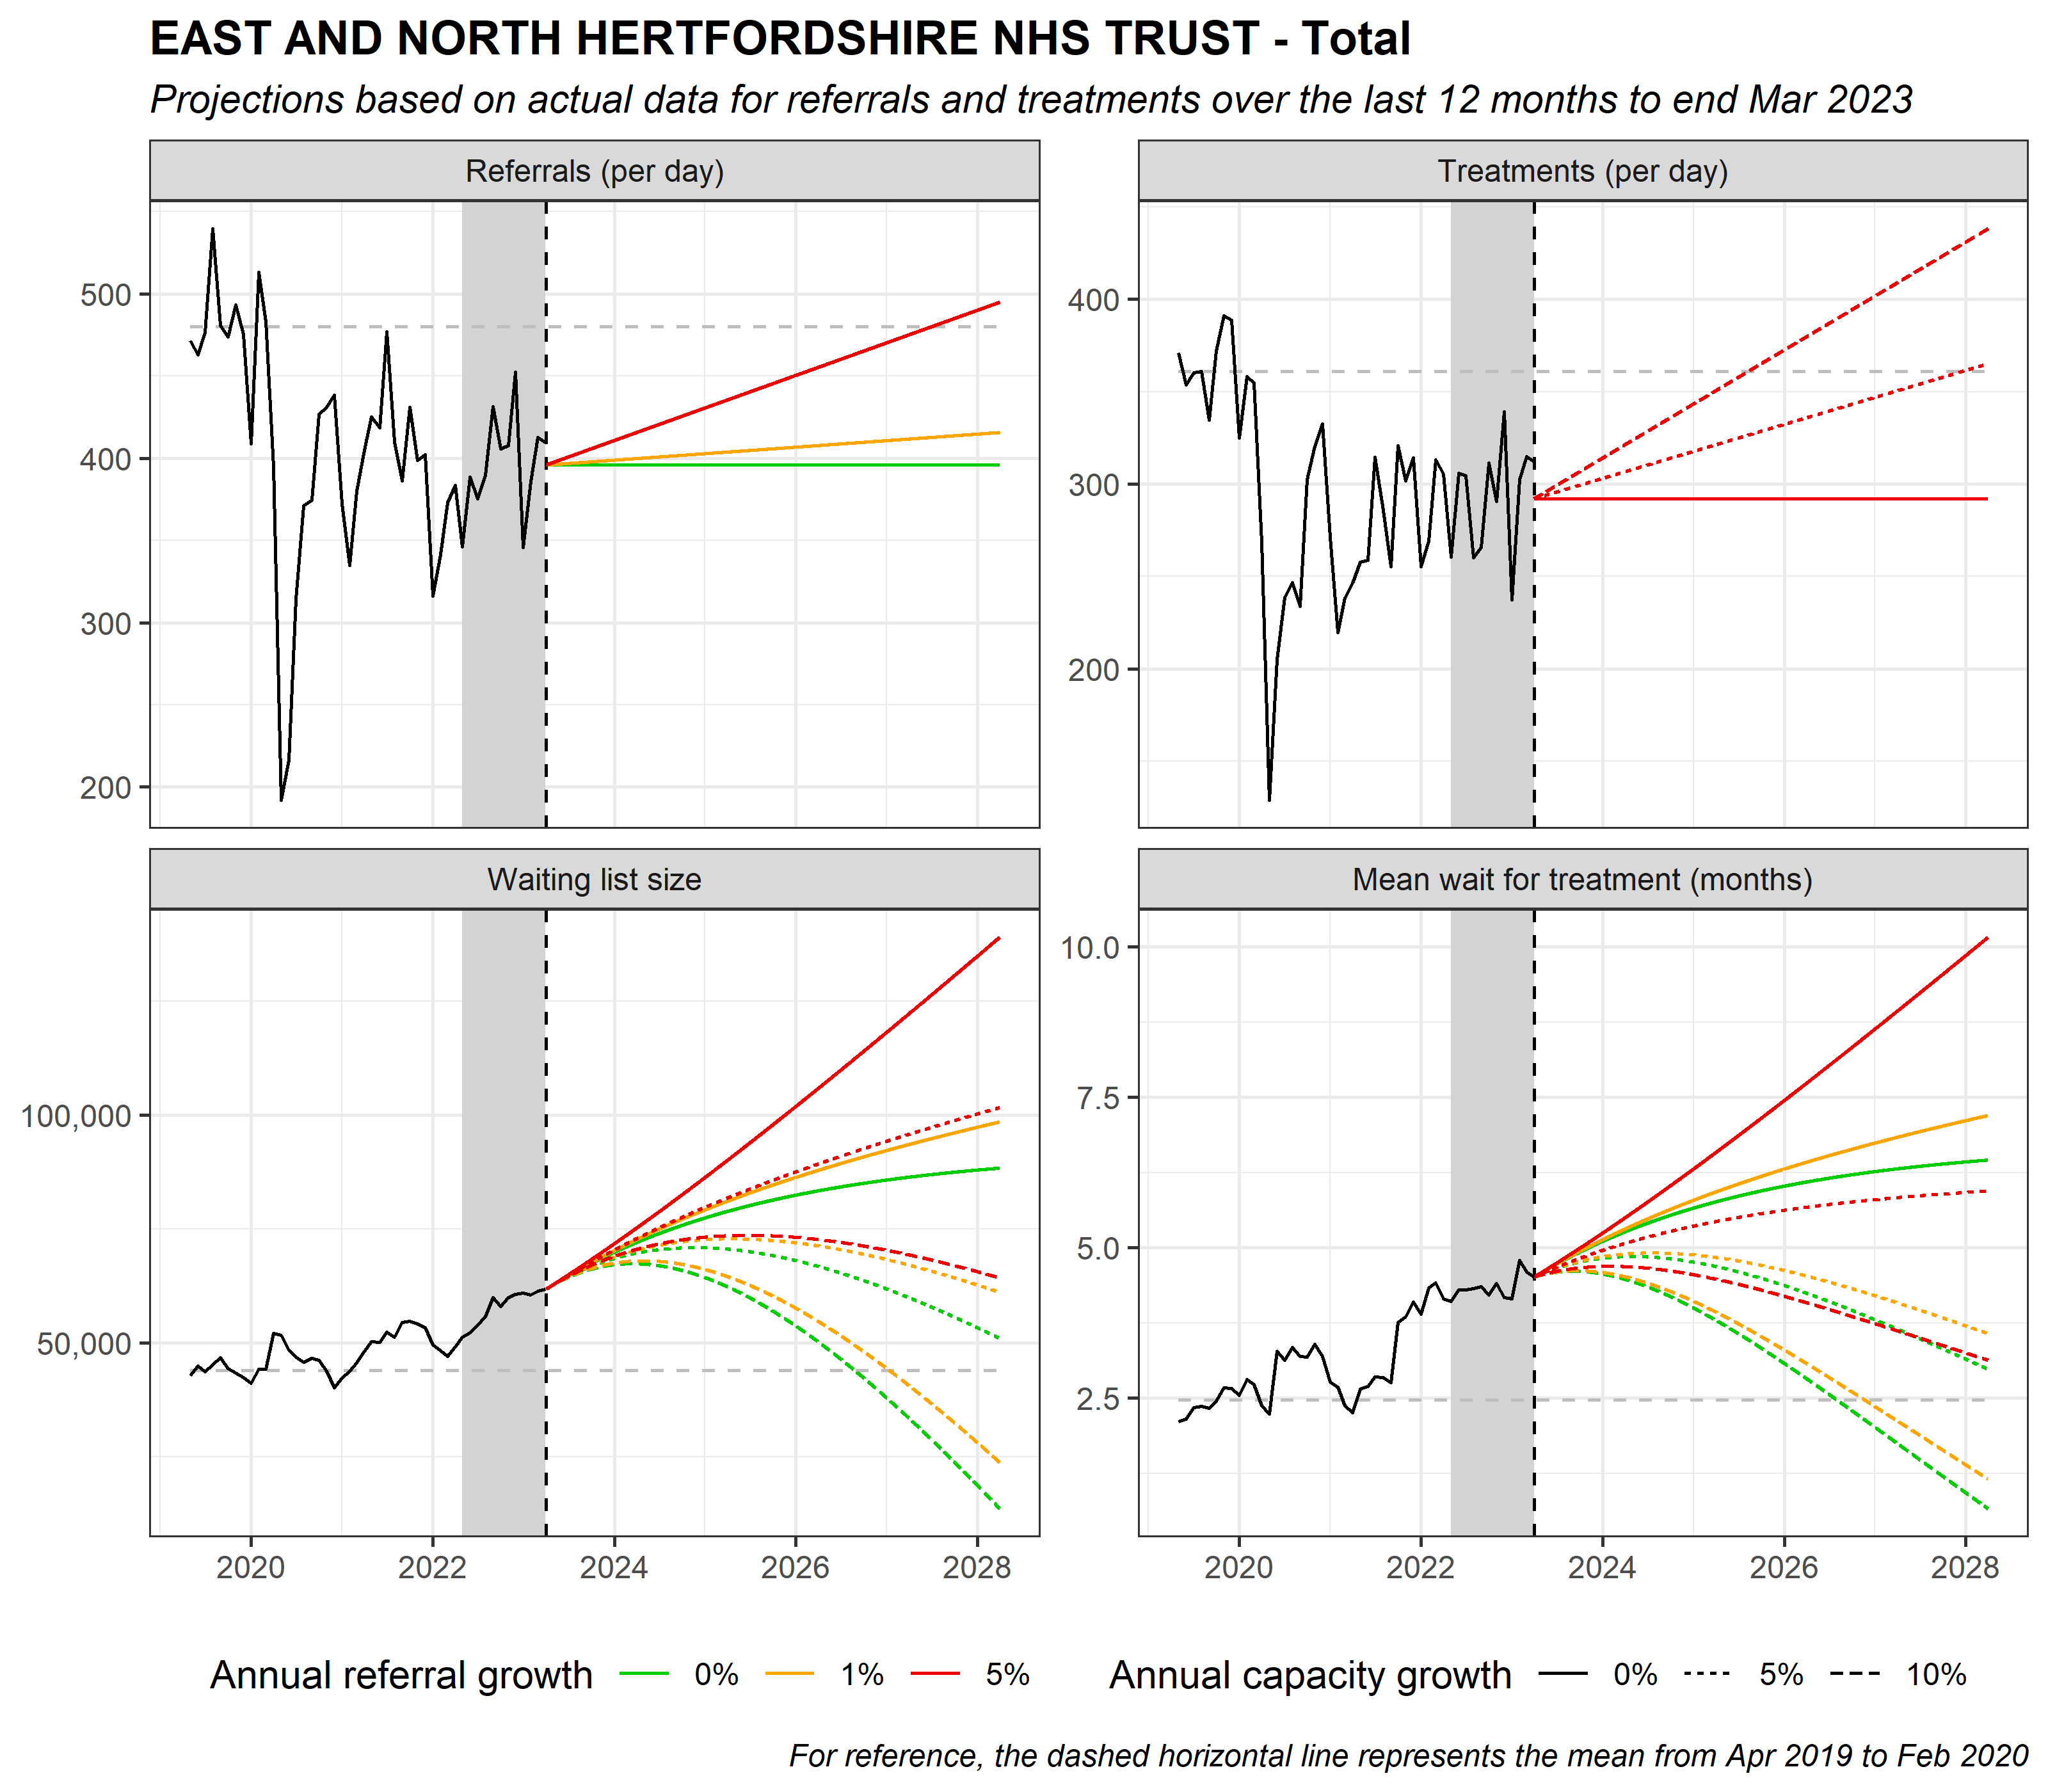 EAST AND NORTH HERTFORDSHIRE NHS TRUST - Total
Projections based on actual data for referrals and treatments over the last 12 months to end Mar 2023
Referrals (per day)
500
400
300
200
Treatments (per day)
400
300
200
Waiting list size
100,000
50,000
2020 2022 2024 2026 2028
Mean wait for treatment (months)
10.0
7.5
5.0
2.5
2020 2022 2024 2026 2028
Annual referral growth 0% 1% 5%
Annual capacity growth 0% 5% 10%
For reference, the dashed horizontal line represents the mean from Apr 2019 to Feb 2020